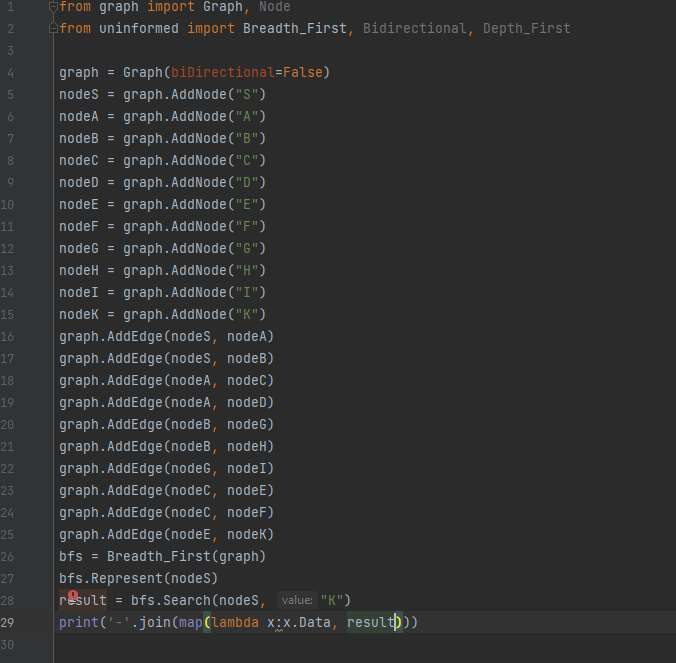 1 from graph import Graph, Node
2 from uninformed import Breadth_First, Bidirectional, Depth_First
3
4 graph = Graph(biDirectional=False)
5 nodeS = graph.AddNode("S")
6 nodeA = graph.AddNode("A")
7 nodeB = graph.AddNode("B")
8 nodeC = graph.AddNode("C")
9 nodeD = graph.AddNode("D")
10 nodeE = graph.AddNode("E")
11 nodeF = graph.AddNode("F")
12 nodeG = graph.AddNode("G")
13 nodeH = graph.AddNode("H")
14 nodeI = graph.AddNode("I")
15 nodeK = graph.AddNode("K")
16 graph.AddEdge(nodeS, nodeA)
17 graph.AddEdge(nodeS, nodeB)
18 graph.AddEdge(nodeA, nodeC)
19 graph.AddEdge(nodeA, nodeD)
20 graph.AddEdge(nodeB, nodeG)
21 graph.AddEdge(nodeB, nodeH)
22 graph.AddEdge(nodeG, nodeI)
23 graph.AddEdge(nodeC, nodeE)
24 graph.AddEdge(nodeC, nodeF)
25 graph.AddEdge(nodeE, nodeK)
26 bfs = Breadth_First(graph)
27 bfs.Represent(nodeS)
28 result = bfs.Search(nodeS, value: "K")
29 print('-'.join(map(lambda x:x.Data, result)))
30